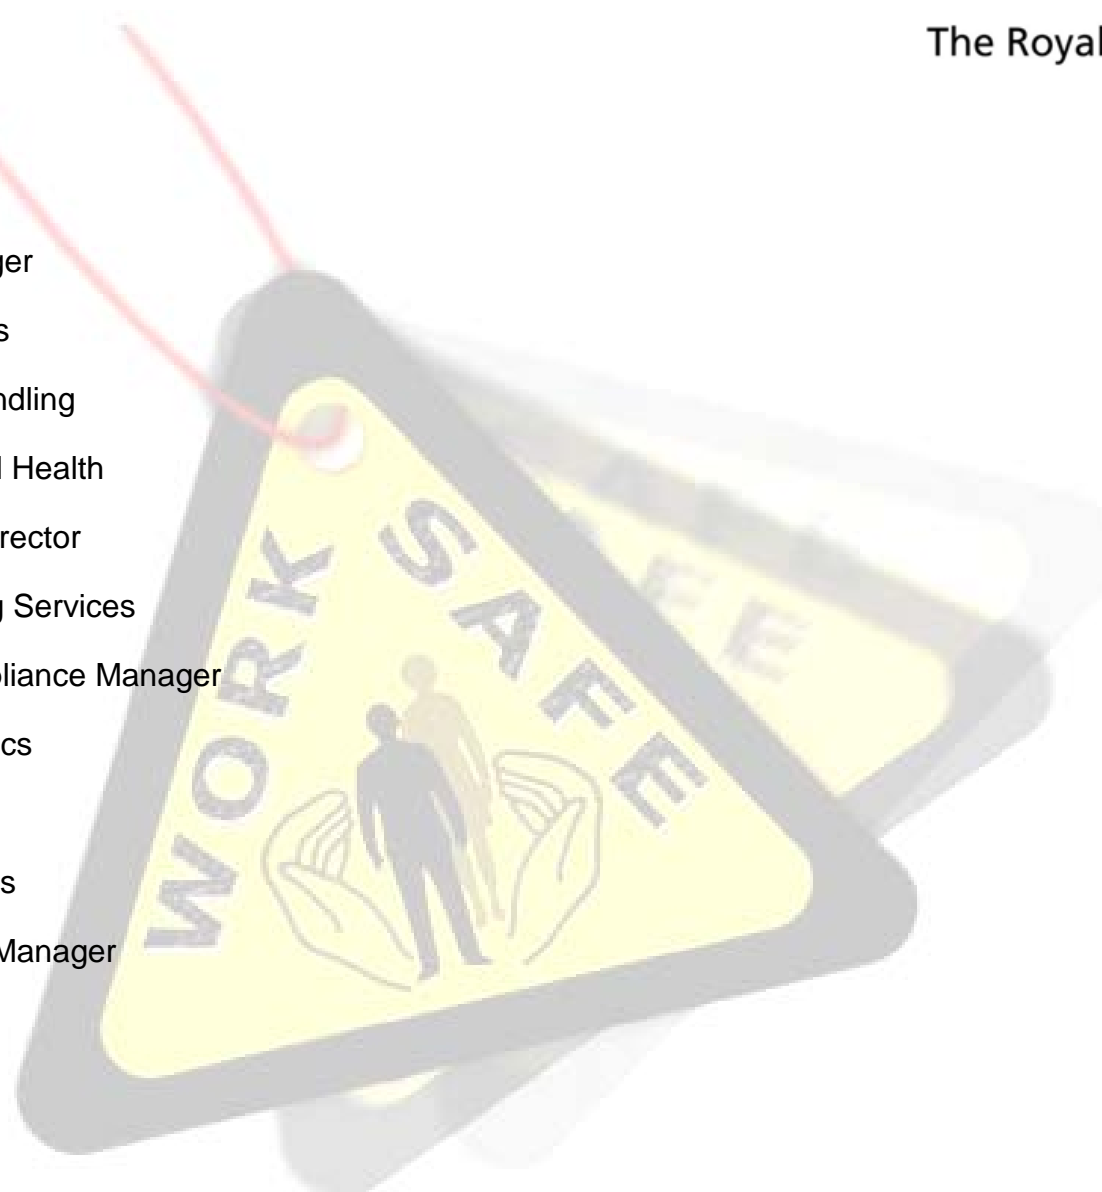 The Royal
ger
s
ndling
l Health
rector
g Services
pliance Manager
cs
s
Manager
WORK SAFE